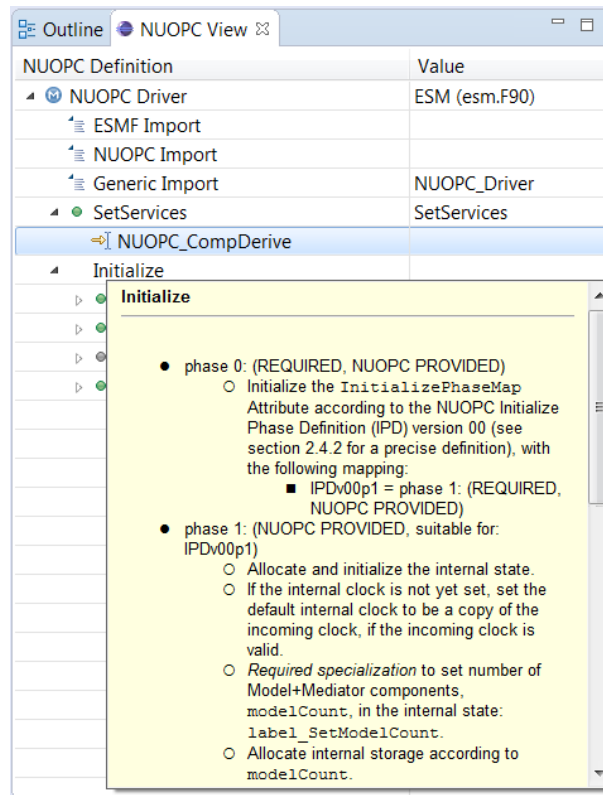 Outline NUOPC View
NUOPC Definition Value
NUOPC Driver ESM (esm.F90)
ESMF Import
NUOPC Import
Generic Import NUOPC_Driver
SetServices SetServices
NUOPC_CompDerive
Initialize
Initialize
● phase 0: (REQUIRED, NUOPC PROVIDED)
○ Initialize the InitializePhaseMap
Attribute according to the NUOPC Initialize
Phase Definition (IPD) version 00 (see
section 2.4.2 for a precise definition), with
the following mapping:
■ IPDv00p1 = phase 1: (REQUIRED,
NUOPC PROVIDED)
● phase 1: (NUOPC PROVIDED, suitable for:
IPDv00p1)
○ Allocate and initialize the internal state.
○ If the internal clock is not yet set, set the
default internal clock to be a copy of the
incoming clock, if the incoming clock is
valid.
○ Required specialization to set number of
Model+Mediator components,
modelCount, in the internal state:
label_SetModelCount.
○ Allocate internal storage according to
modelCount.